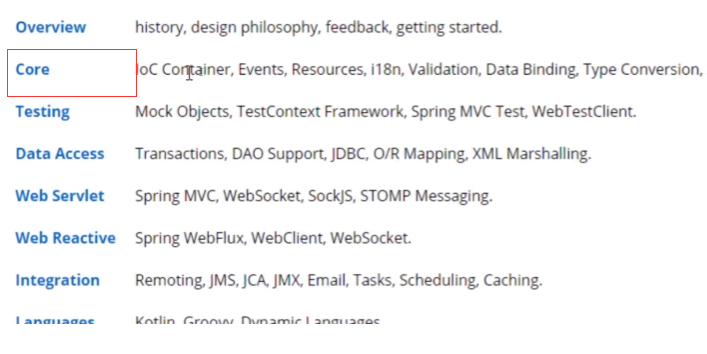 Overview history, design philosophy, feedback, getting started.
Core IoC Container, Events, Resources, i18n, Validation, Data Binding, Type Conversion,
Testing Mock Objects, TestContext Framework, Spring MVC Test, WebTestClient.
Data Access Transactions, DAO Support, JDBC, O/R Mapping, XML Marshalling.
Web Servlet Spring MVC, WebSocket, SockJS, STOMP Messaging.
Web Reactive Spring WebFlux, WebClient, WebSocket.
Integration Remoting, JMS, JCA, JMX, Email, Tasks, Scheduling, Caching.
Languages Kotlin, Groovy, Dynamic Languages